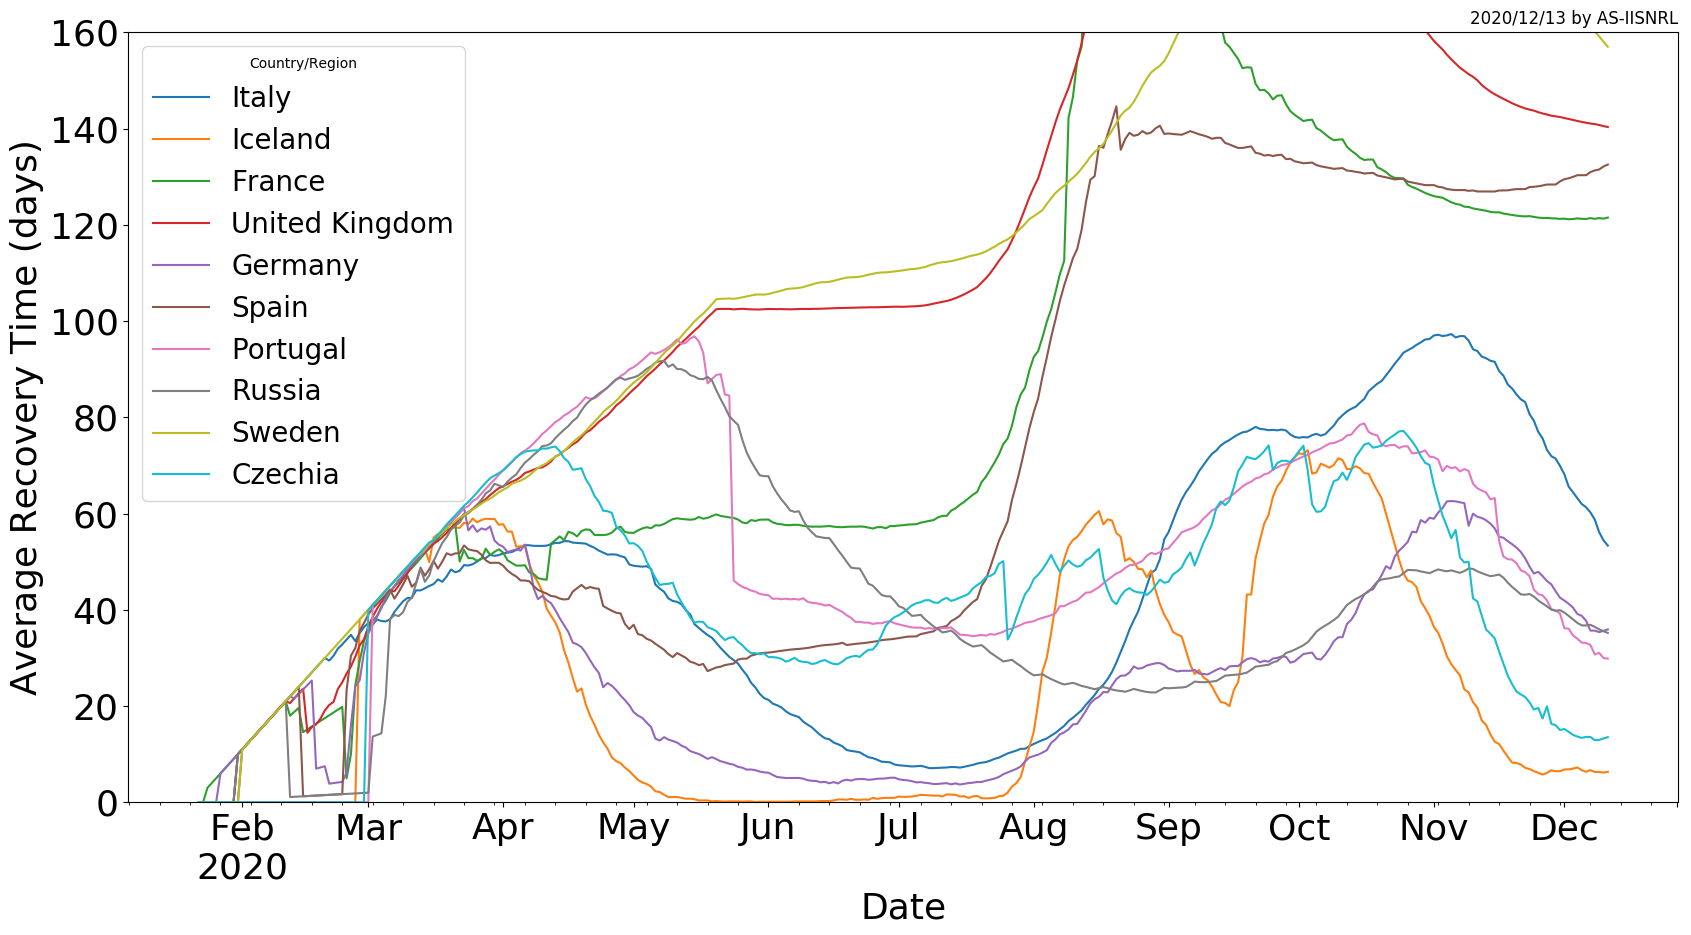 2020/12/13 by AS-IISNRL
160
140
120
100
80
60
40
20
0
Average Recovery Time (days)
Country/Region
Italy
Iceland
France
United Kingdom
Germany
Spain
Portugal
Russia
Sweden
Czechia
Feb Mar Apr May Jun Jul Aug Sep Oct Nov Dec
2020
Date